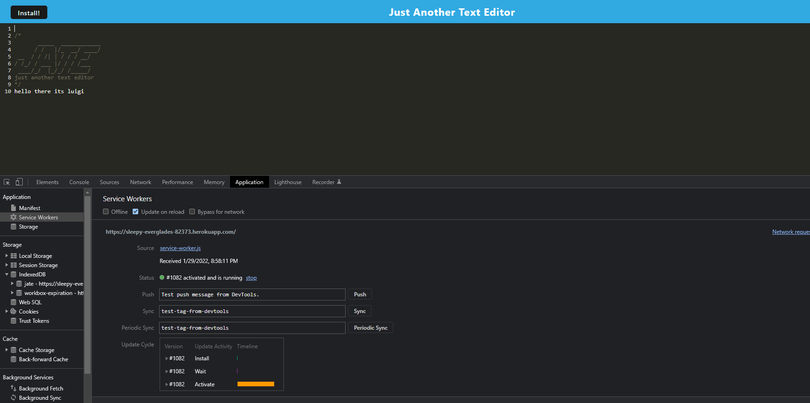 Install!
Just Another Text Editor
1
2 /*
3
4
5
6
7
8 just another text editor
9 */
10 hello there its luigi
Elements Console Sources Network Performance Memory Application Lighthouse Recorder
Application
Manifest
Service Workers
Storage
Storage
Local Storage
Session Storage
IndexedDB
jate - https://sleepy-eve
workbox-expiration - htt
Web SQL
Cookies
Trust Tokens
Cache
Cache Storage
Back-forward Cache
Background Services
Background Fetch
Background Sync
Service Workers
Offline Update on reload Bypass for network
https://sleepy-everglades-82373.herokuapp.com/
Network reque
Source service-worker.js
Received 1/29/2022, 8:58:11 PM
Status #1082 activated and is running stop
Push Test push message from DevTools. Push
Sync test-tag-from-devtools Sync
Periodic Sync test-tag-from-devtools Periodic Sync
Update Cycle Version Update Activity Timeline
#1082 Install
#1082 Wait
#1082 Activate